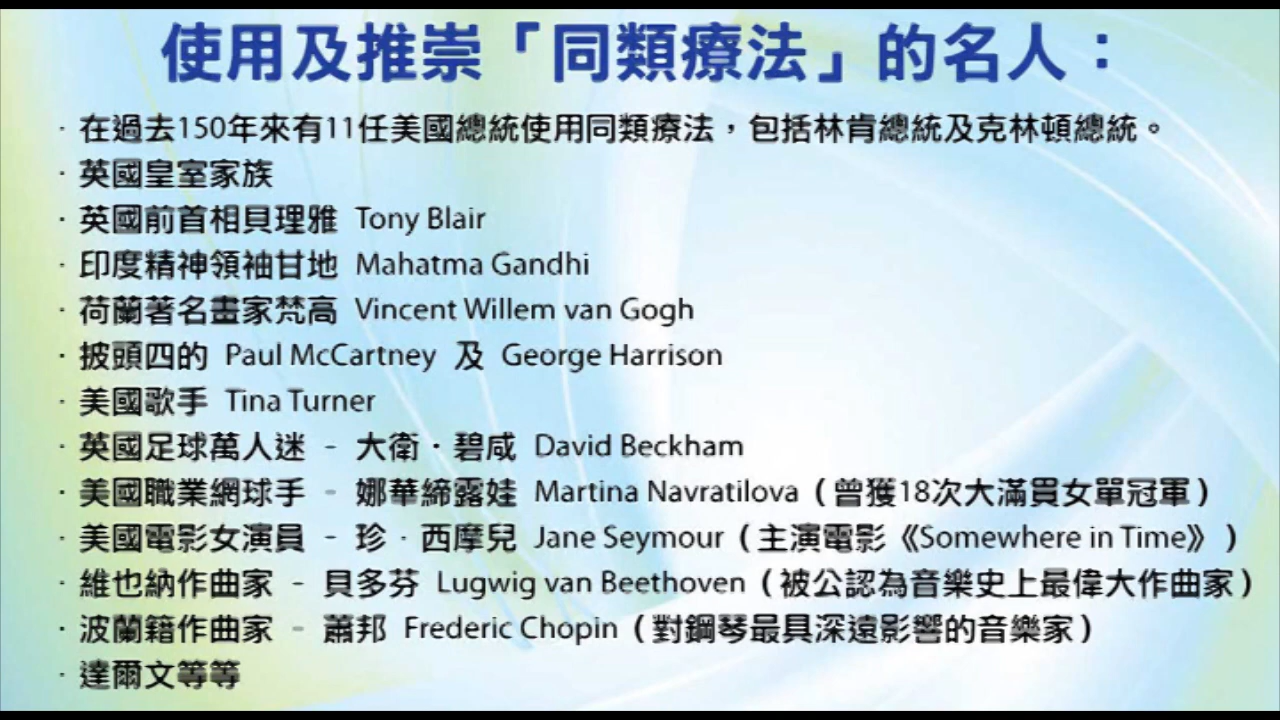 使用及推崇「同類療法」的名人：
· 在過去150年來有11任美國總統使用同類療法，包括林肯總統及克林頓總統。
· 英國皇室家族
· 英國前首相貝理雅 Tony Blair
· 印度精神領袖甘地 Mahatma Gandhi
· 荷蘭著名畫家梵高 Vincent Willem van Gogh
· 披頭四的 Paul McCartney 及 George Harrison
· 美國歌手 Tina Turner
· 英國足球萬人迷 - 大衛·碧咸 David Beckham
· 美國職業網球手 - 娜華締露娃 Martina Navratilova（曾獲18次大滿貫女單冠軍）
· 美國電影女演員 - 珍·西摩兒 Jane Seymour（主演電影《Somewhere in Time》）
· 維也納作曲家 - 貝多芬 Lugwig van Beethoven（被公認為音樂史上最偉大作曲家）
· 波蘭籍作曲家 - 蕭邦 Frederic Chopin（對鋼琴最具深遠影響的音樂家）
· 達爾文等等